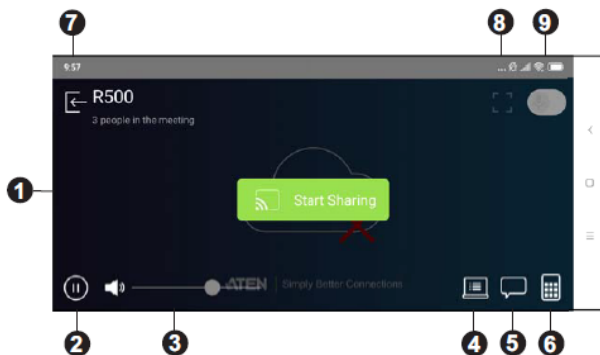 7
8
9
9:57
...
R500
3 people in the meeting
1
Start Sharing
ATEN Simply Better Connections
2
3
4
5
6